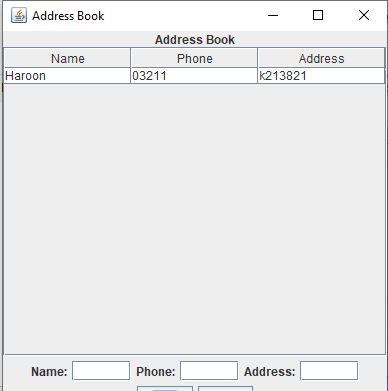 Address Book
Address Book
Name Phone Address
Haroon 03211 k213821
Name: Phone: Address: